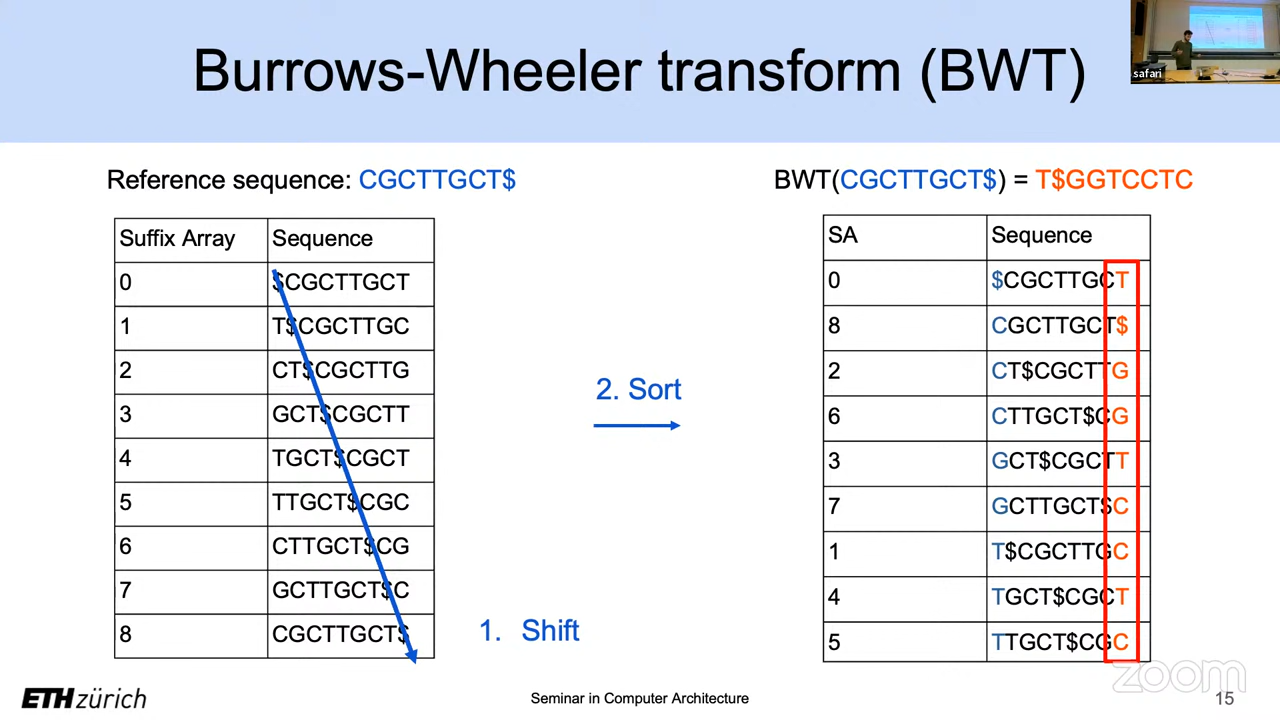 Burrows-Wheeler transform (BWT)
safari
Reference sequence: CGCTTGCT$
Suffix Array Sequence
0 $CGCTTGCT
1 T$CGCTTGC
2 CT$CGCTTG
3 GCT$CGCTT
4 TGCT$CGCT
5 TTGCT$CGC
6 CTTGCT$CG
7 GCTTGCT$C
8 CGCTTGCT$
1. Shift
2. Sort
BWT(CGCTTGCT$) = T$GGTCCTC
SA Sequence
0 $CGCTTGCT
8 CGCTTGCT$
2 CT$CGCTTG
6 CTTGCT$CG
3 GCT$CGCTT
7 GCTTGCT$C
1 T$CGCTTGC
4 TGCT$CGCT
5 TTGCT$CGC
zoom
ETH zürich
Seminar in Computer Architecture
15